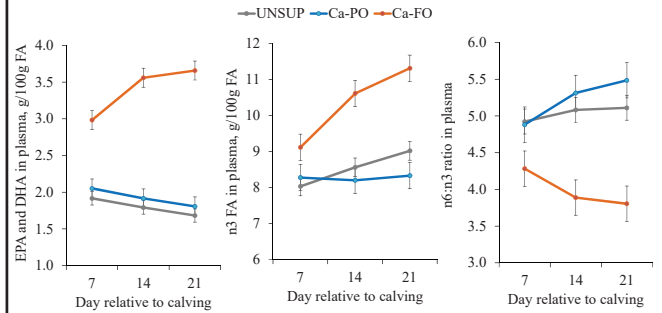 UNSUP Ca-PO Ca-FO
EPA and DHA in plasma, g/100g FA
4.0
3.5
3.0
2.5
2.0
1.5
1.0
7 14 21
Day relative to calving
n3 FA in plasma, g/100g FA
12
11
10
9
8
7
6
7 14 21
Day relative to calving
n6:n3 ratio in plasma
6.0
5.5
5.0
4.5
4.0
3.5
3.0
7 14 21
Day relative to calving